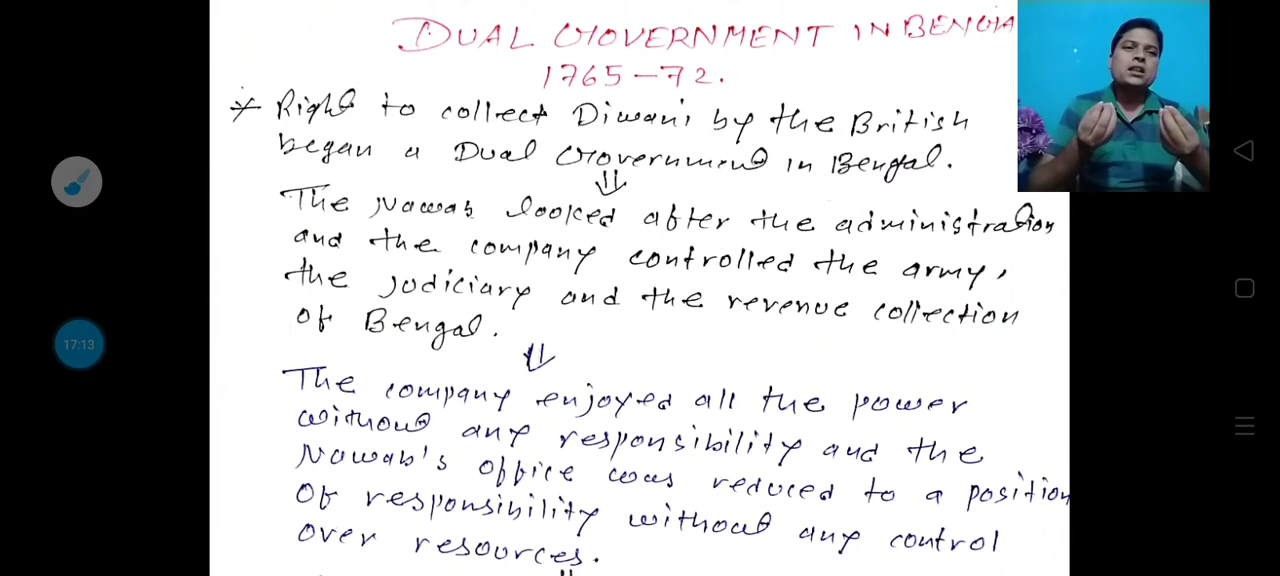 DUAL GOVERNMENT IN BENGA
1765-72.
* Right to collect Diwani by the British
began a Dual Government in Bengal.
The Nawab looked after the administration
and the company controlled the army,
the judiciary and the revenue collection
of Bengal.
The company enjoyed all the power
without any responsibility and the
Nawab's office was reduced to a position
of responsibility without any control
over resources.
17:13